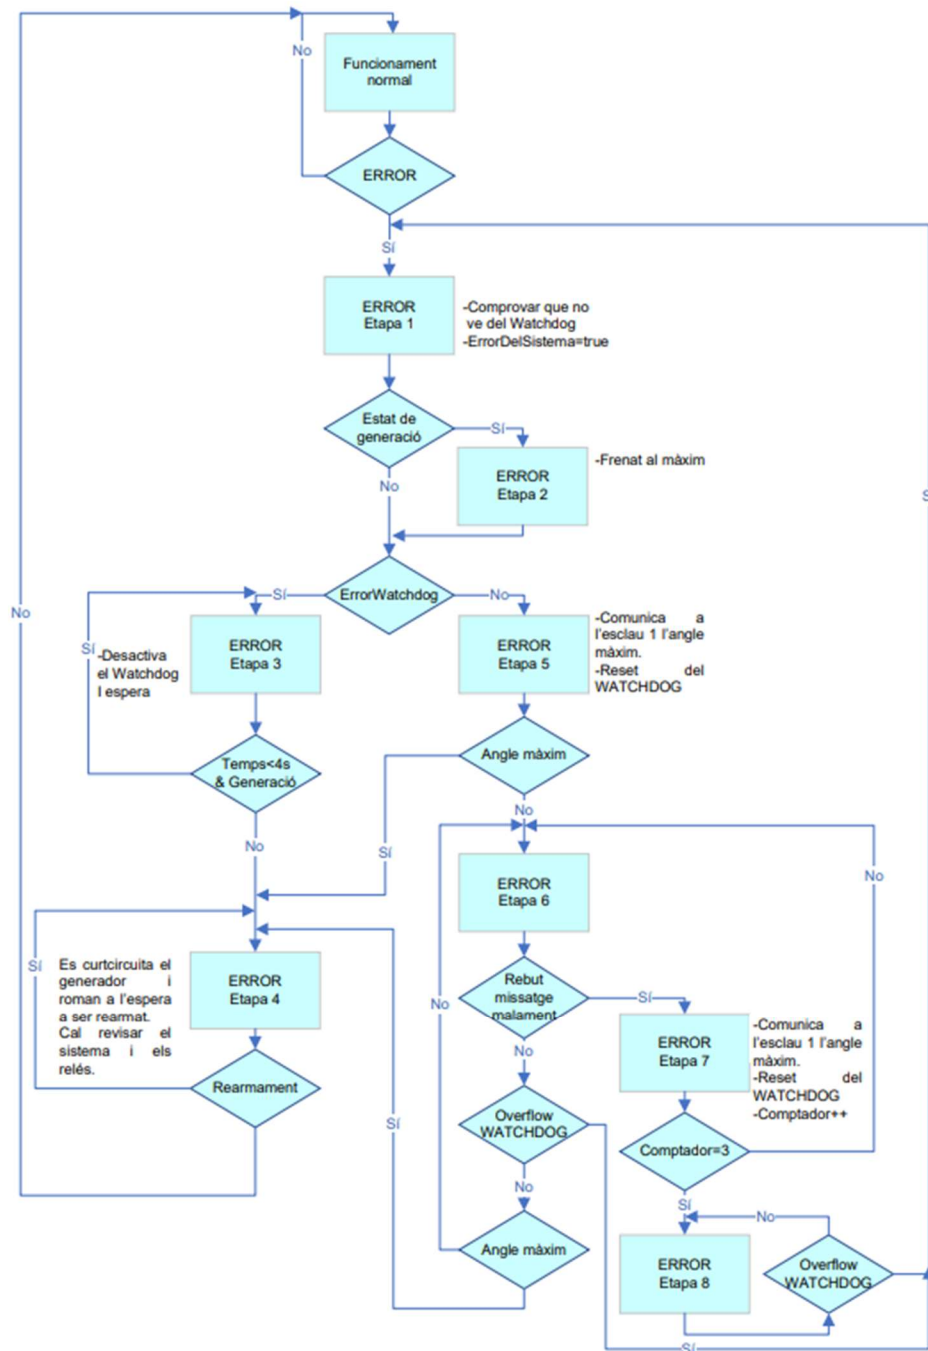 No
Funcionament
normal
ERROR
Sí
ERROR
Etapa 1
-Comprovar que no
ve del Watchdog
-ErrorDelSistema=true
Estat de
generació
Sí
ERROR
Etapa 2
-Frenat al màxim
No
S
ErrorWatchdog
Sí
No
No
Sí
-Desactiva
el Watchdog
I espera
ERROR
Etapa 3
ERROR
Etapa 5
-Comunica a
l'esclau 1 l'angle
màxim.
-Reset del
WATCHDOG
Temps<4s
& Generació
Angle màxim
No
No
Sí
No
ERROR
Etapa 6
Sí
Es curtcircuita el
generador i
roman a l'espera
a ser rearmat.
Cal revisar el
sistema i els
relés.
ERROR
Etapa 4
No
Rebut
missatge
malament
Sí
ERROR
Etapa 7
-Comunica a
l'esclau 1 l'angle
màxim.
-Reset del
WATCHDOG
-Comptador++
No
Rearmament
Sí
Overflow
WATCHDOG
Comptador=3
No
Sí
No
Angle màxim
ERROR
Etapa 8
Overflow
WATCHDOG
Sí